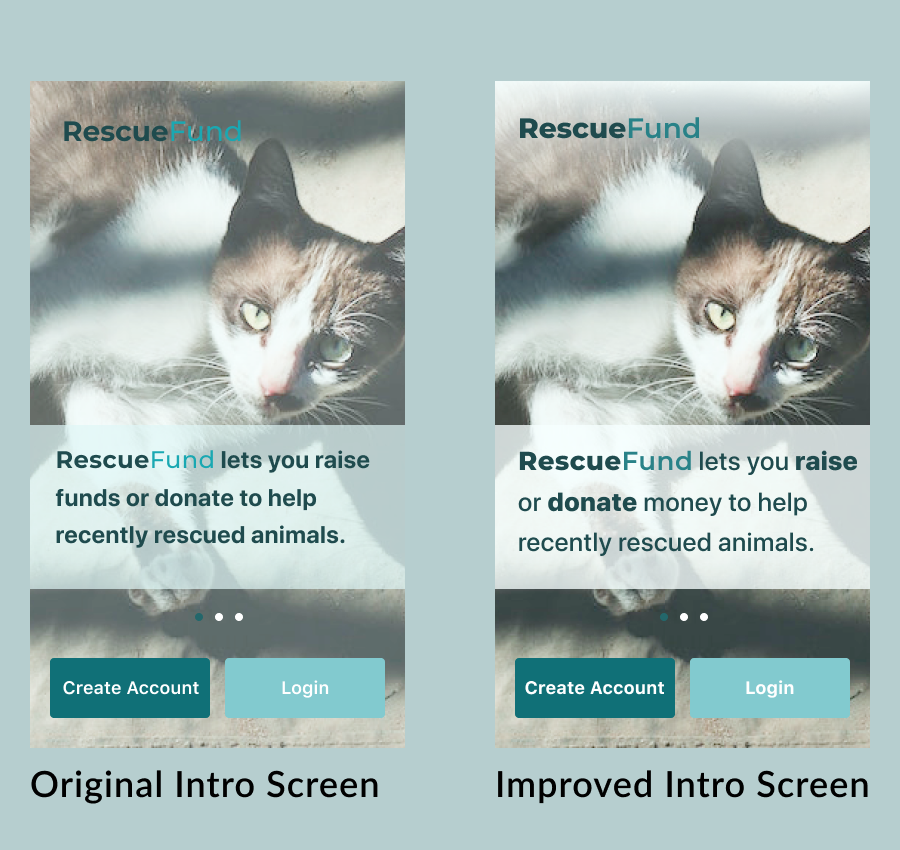 RescueFund
RescueFund lets you raise
funds or donate to help
recently rescued animals.
Create Account
Login
Original Intro Screen
RescueFund
RescueFund lets you raise
or donate money to help
recently rescued animals.
Create Account
Login
Improved Intro Screen